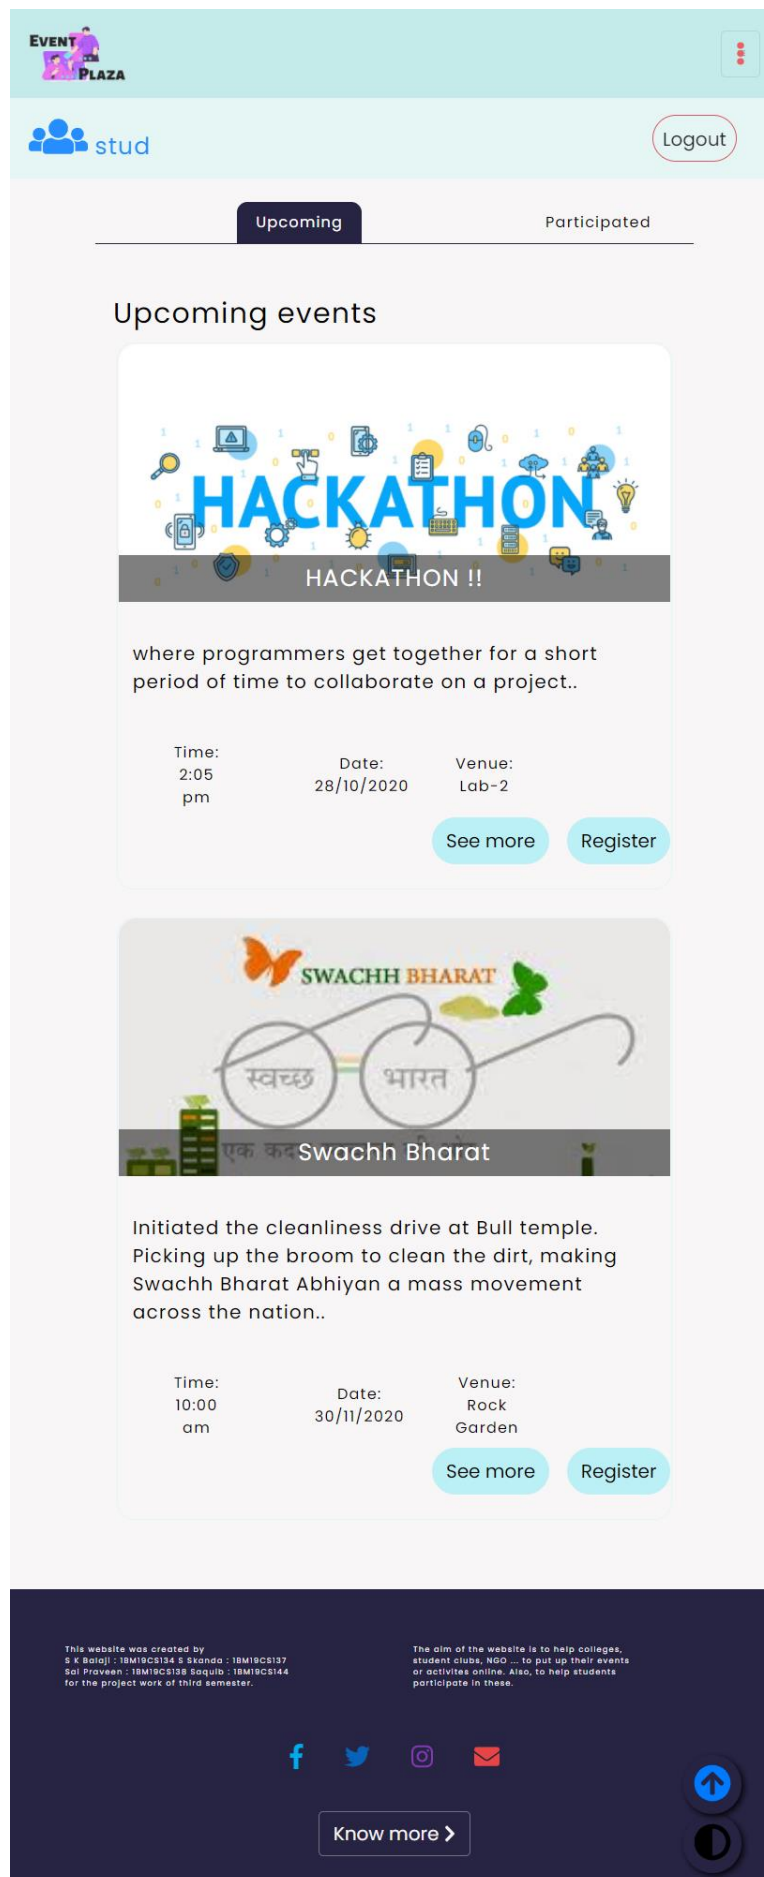 EVENT
PLAZA
stud
Logout
Upcoming
Participated
Upcoming events
HACKATHON
HACKATHON !!
where programmers get together for a short
period of time to collaborate on a project..
Time:
2:05
pm
Date:
28/10/2020
Venue:
Lab-2
See more
Register
SWACHH BHARAT
स्वच्छ
भारत
एक कदम
Swachh Bharat
Initiated the cleanliness drive at Bull temple.
Picking up the broom to clean the dirt, making
Swachh Bharat Abhiyan a mass movement
across the nation..
Time:
10:00
am
Date:
30/11/2020
Venue:
Rock
Garden
See more
Register
This website was created by
S K Balaji : 1BM19CS134 S Skanda : 1BM19CS137
Sai Praveen : 1BM19CS138 Saquib : 1BM19CS144
for the project work of third semester.
The aim of the website is to help colleges,
student clubs, NGO ... to put up their events
or activites online. Also, to help students
participate in these.
Know more